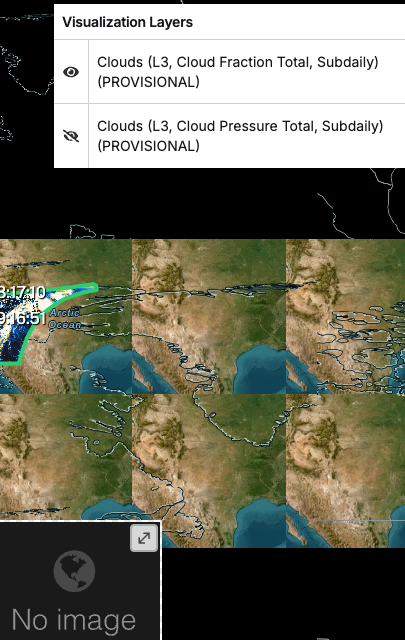 Visualization Layers
Clouds (L3, Cloud Fraction Total, Subdaily)
(PROVISIONAL)
Clouds (L3, Cloud Pressure Total, Subdaily)
(PROVISIONAL)
3:17:10
9:16:51
Arctic
Ocean
No image